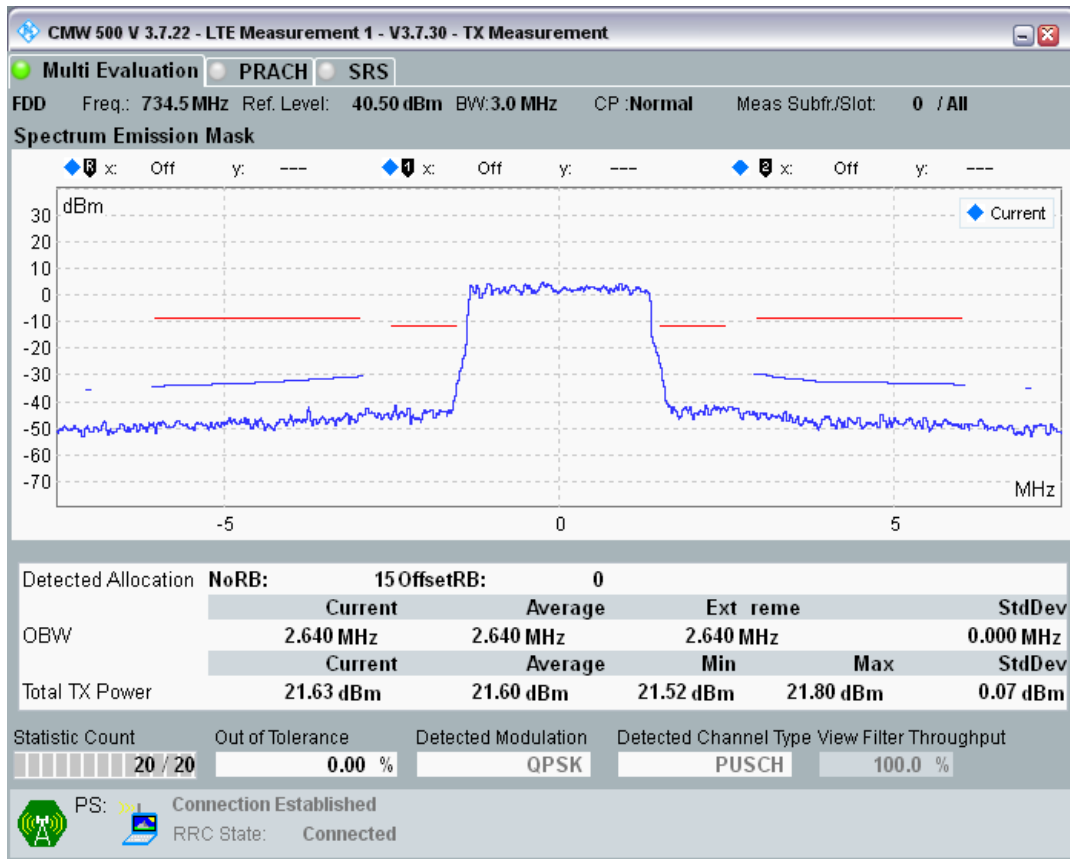 CMW 500 V 3.7.22 - LTE Measurement 1 - V3.7.30 - TX Measurement
Multi Evaluation PRACH SRS
FDD Freq.: 734.5 MHz Ref. Level: 40.50 dBm BW:3.0 MHz CP :Normal Meas Subfr./Slot: 0 / All
Spectrum Emission Mask
R x: Off y: --- 1 x: Off y: --- 2 x: Off y: ---
dBm
Current
30
20
10
0
-10
-20
-30
-40
-50
-60
-70
MHz
-5 0 5
Detected Allocation NoRB: 15 OffsetRB: 0
Current Average Ext reme StdDev
OBW 2.640 MHz 2.640 MHz 2.640 MHz 0.000 MHz
Current Average Min Max StdDev
Total TX Power 21.63 dBm 21.60 dBm 21.52 dBm 21.80 dBm 0.07 dBm
Statistic Count Out of Tolerance Detected Modulation Detected Channel Type View Filter Throughput
20 / 20 0.00 % QPSK PUSCH 100.0 %
PS: Connection Established
RRC State: Connected